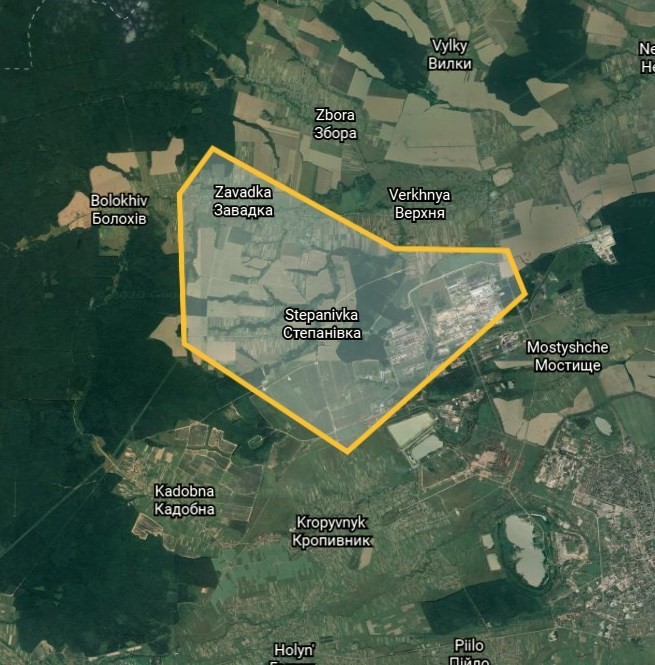 Vylky
Вилки
Ne
Не
Zbora
Збора
Zavadka
Завадка
Verkhnya
Верхня
Bolokhiv
Болохів
Stepanivka
Степанівка
Mostyshche
Мостище
Kadobna
Кадобна
Kropyvnyk
Кропивник
Holyn'
Piilo
Пійло